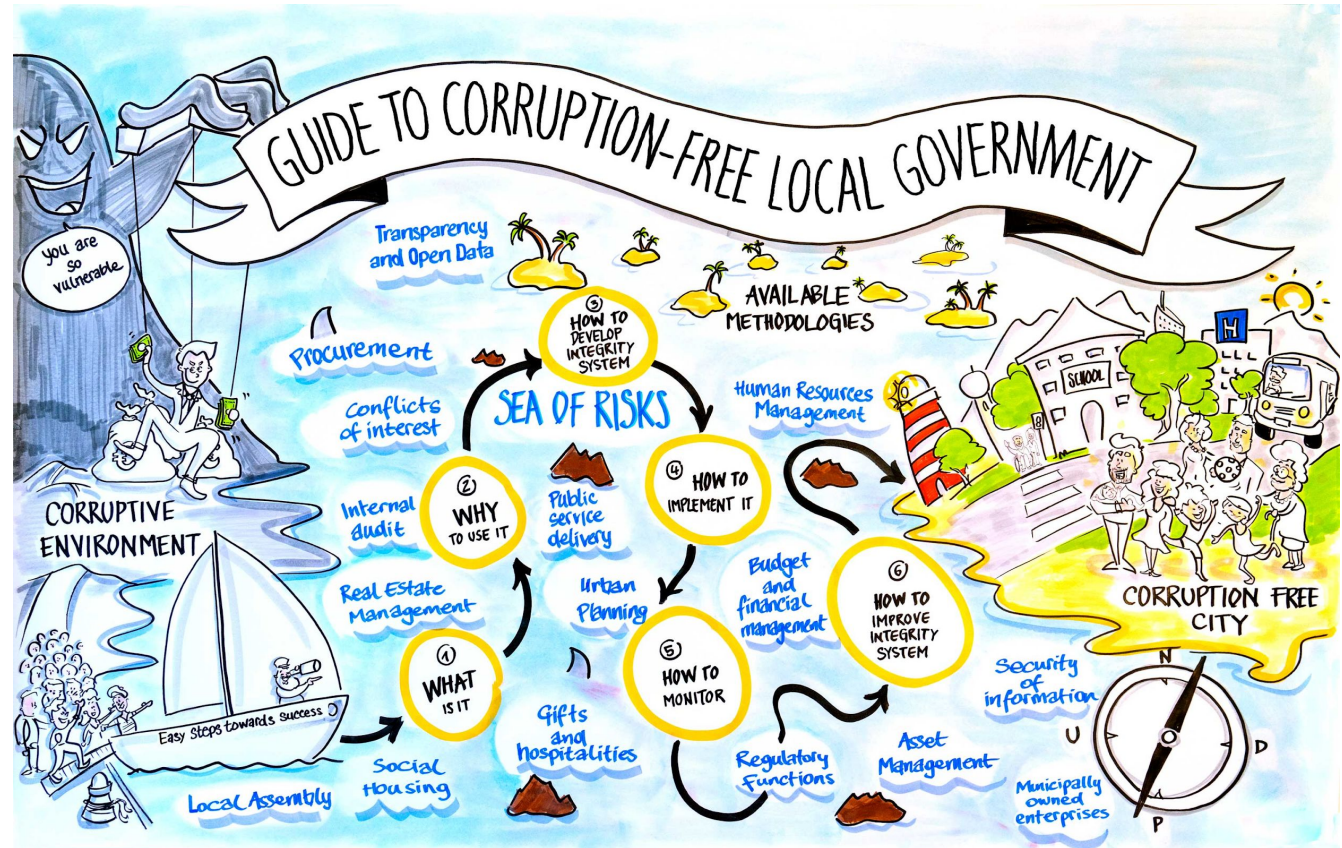 GUIDE TO CORRUPTION-FREE LOCAL GOVERNMENT
you are
so
vulnerable
Transparency
and Open Data
AVAILABLE
METHODOLOGIES
③
HOW TO
DEVELOP
INTEGRITY
SYSTEM
Procurement
SEA OF RISKS
Conflicts
of interest
Human Resources
Management
H
SCHOOL
8
②
WHY
TO USE IT
④
HOW TO
IMPLEMENT IT
Internal
audit
Public
service
delivery
CORRUPTIVE
ENVIRONMENT
Real Estate
Management
Urban
Planning
Budget
and
financial
management
⑥
HOW TO
IMPROVE
INTEGRITY
SYSTEM
CORRUPTION FREE
CITY
①
WHAT
IS IT
⑤
HOW TO
MONITOR
Easy steps towards success
Gifts
and
hospitalities
Security
of
information
N
U
D
P
Social
Housing
Local Assembly
Regulatory
Functions
Asset
Management
Municipally
owned
enterprises